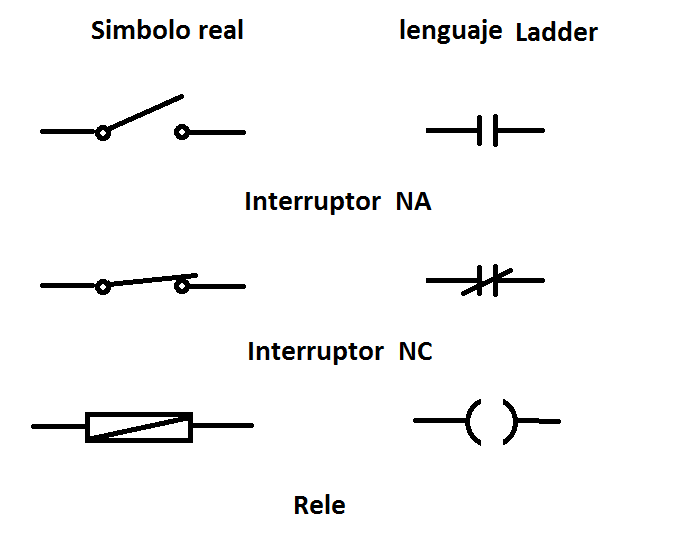 Simbolo real lenguaje Ladder
Interruptor NA
Interruptor NC
Rele